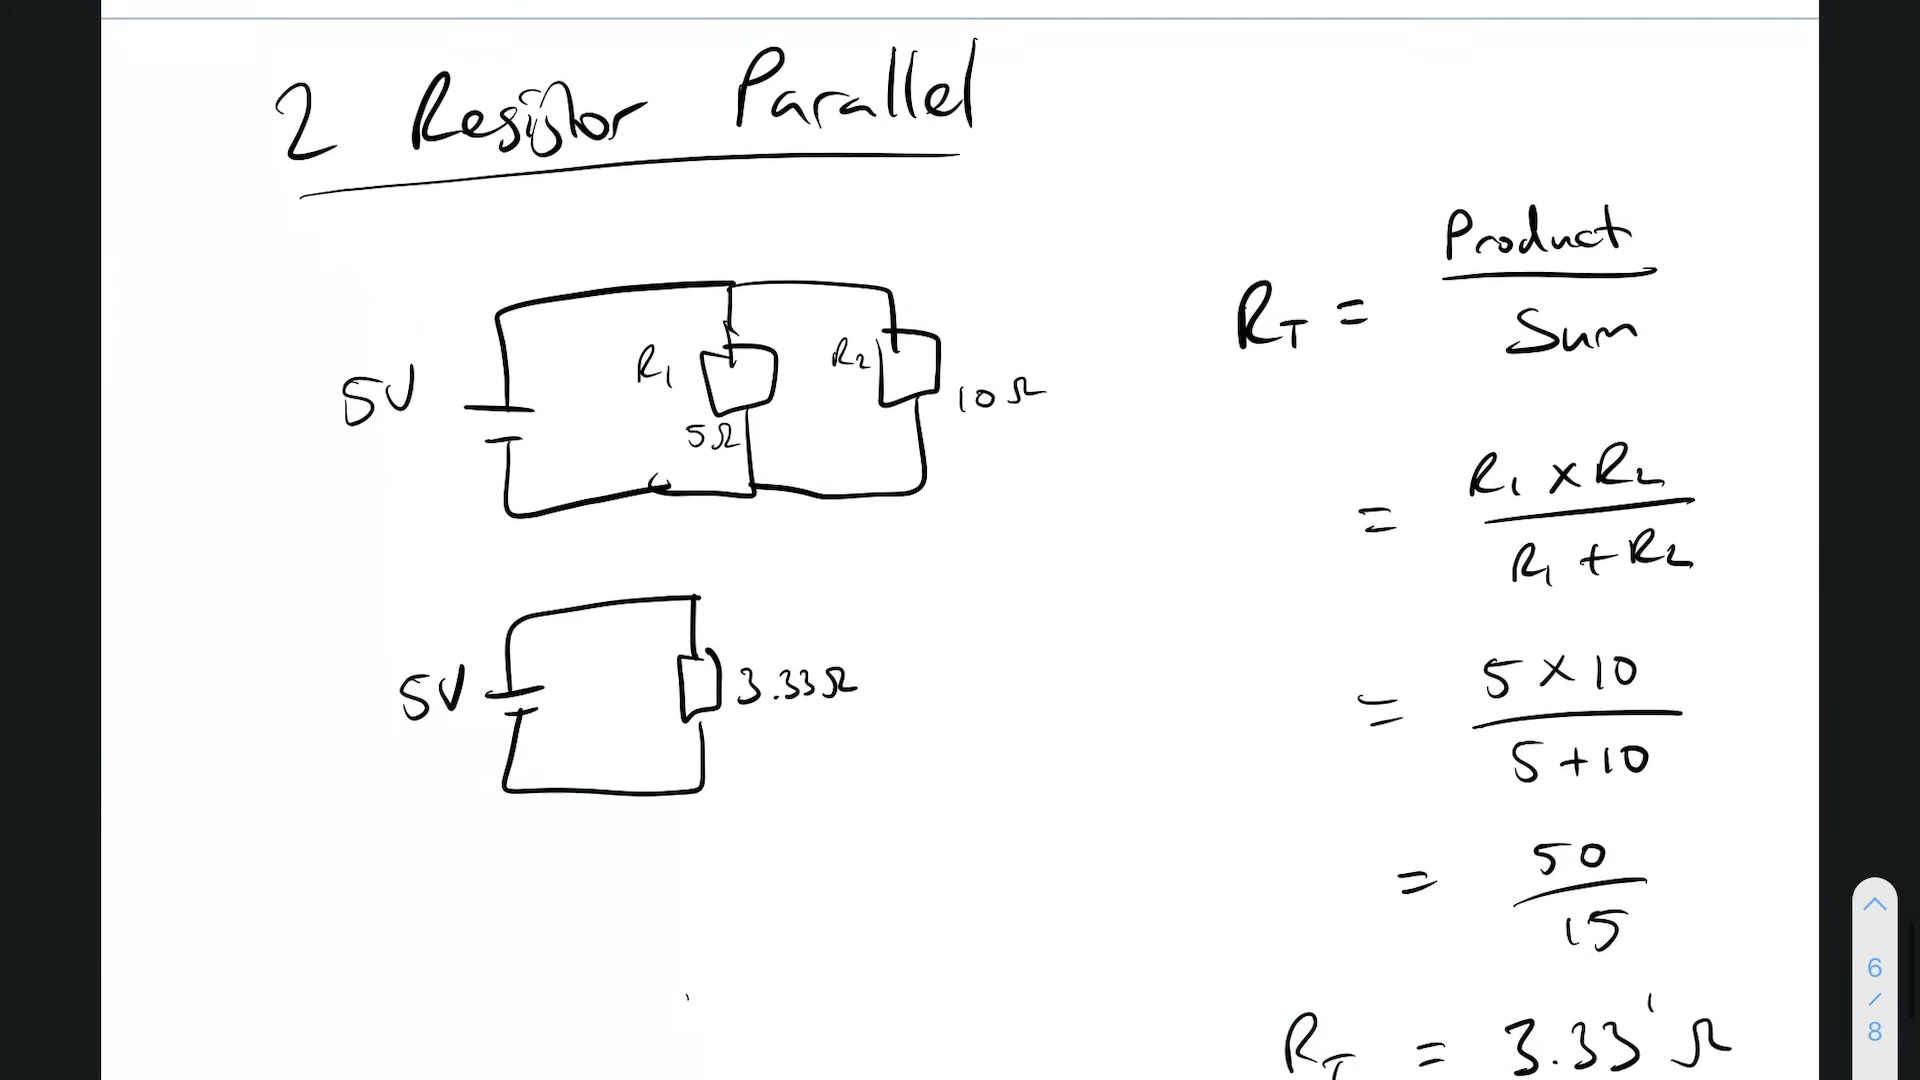 2 Resistor Parallel
5V
R1
5Ω
R2
10Ω
5V
3.33Ω
RT = Product / Sum
= R1 × R2 / R1 + R2
= 5 × 10 / 5 + 10
= 50 / 15
RT = 3.33' Ω
6
/
8